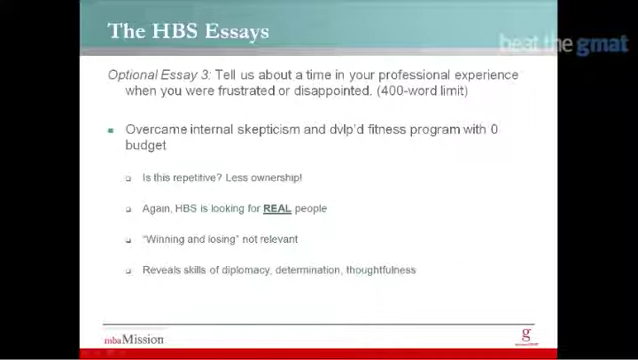 The HBS Essays
beat the gmat
Optional Essay 3: Tell us about a time in your professional experience
when you were frustrated or disappointed. (400-word limit)
Overcame internal skepticism and dvlp'd fitness program with 0
budget
Is this repetitive? Less ownership!
Again, HBS is looking for REAL people
"Winning and losing" not relevant
Reveals skills of diplomacy, determination, thoughtfulness
mbaMission
g